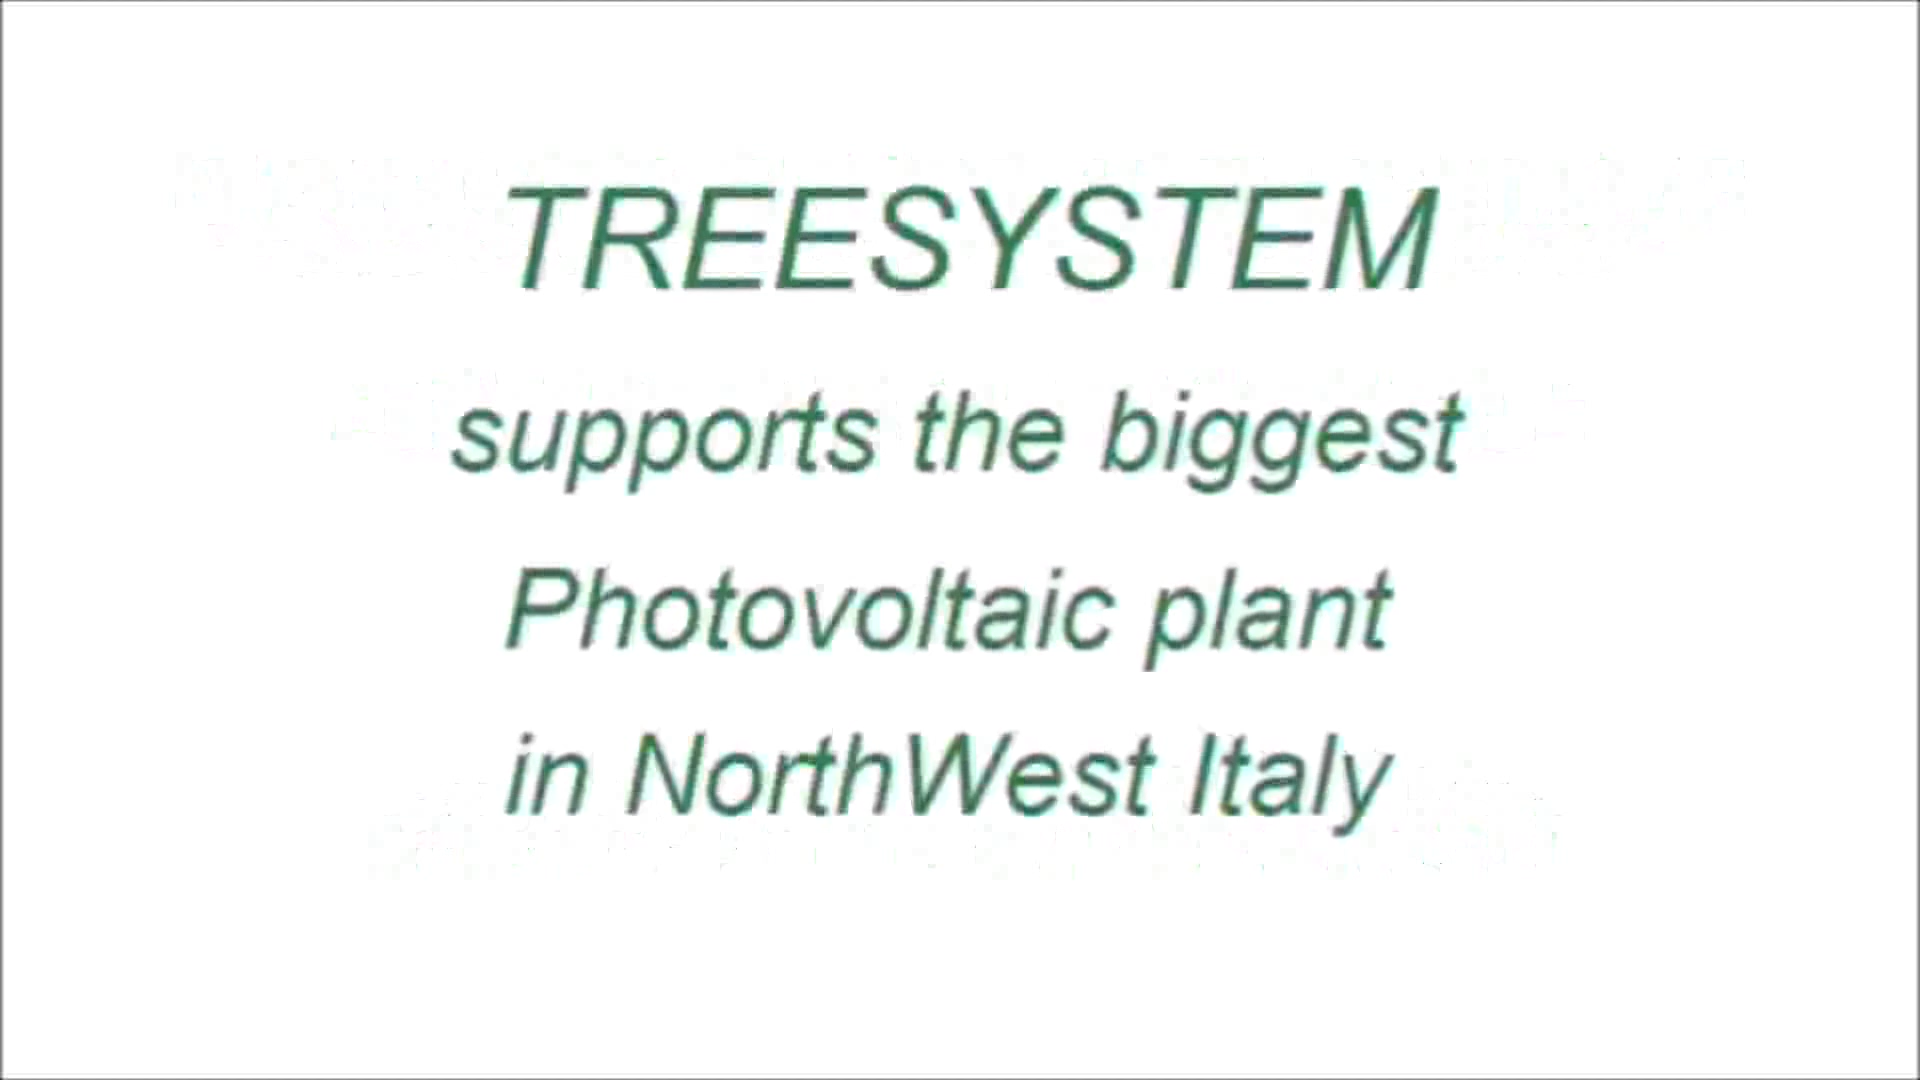 TREESYSTEM
supports the biggest
Photovoltaic plant
in NorthWest Italy